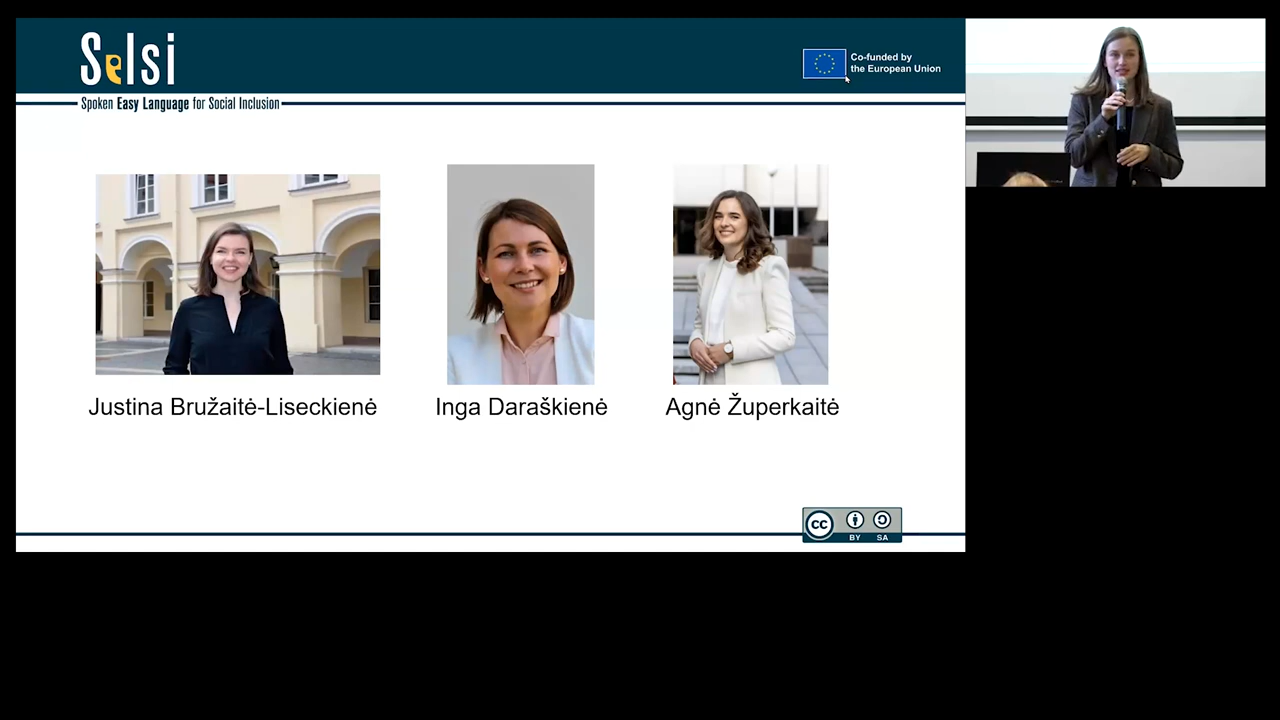 Selsi
Spoken Easy Language for Social Inclusion
Co-funded by
the European Union
Justina Bružaitė-Liseckienė
Inga Daraškienė
Agnė Župerkaitė
cc
BY SA